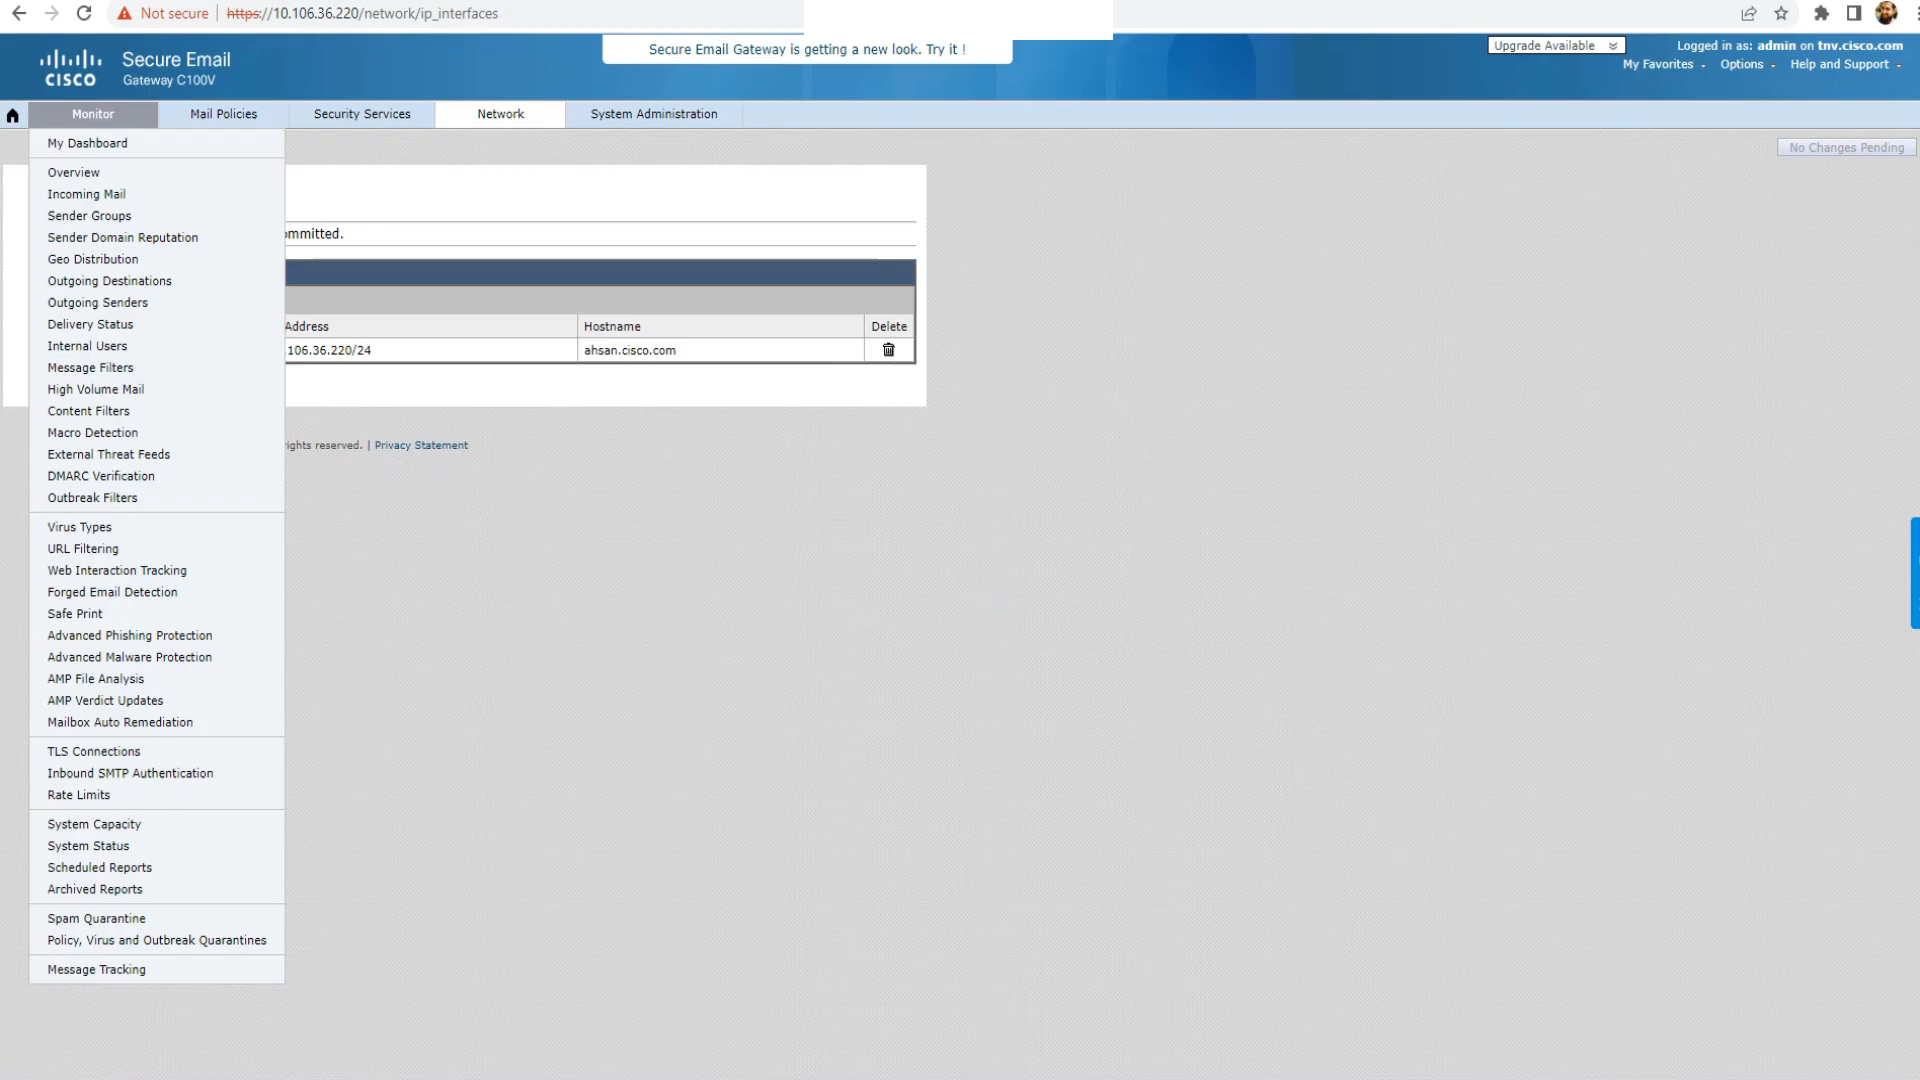 Not secure | https://10.106.36.220/network/ip_interfaces
Secure Email Gateway is getting a new look. Try it !
Upgrade Available
Logged in as: admin on tnv.cisco.com
CISCO
Secure Email
Gateway C100V
My Favorites
Options
Help and Support
Monitor
Mail Policies
Security Services
Network
System Administration
No Changes Pending
My Dashboard
Overview
Incoming Mail
Sender Groups
Sender Domain Reputation
Geo Distribution
Outgoing Destinations
Outgoing Senders
Delivery Status
Internal Users
Message Filters
High Volume Mail
Content Filters
Macro Detection
External Threat Feeds
DMARC Verification
Outbreak Filters
Virus Types
URL Filtering
Web Interaction Tracking
Forged Email Detection
Safe Print
Advanced Phishing Protection
Advanced Malware Protection
AMP File Analysis
AMP Verdict Updates
Mailbox Auto Remediation
TLS Connections
Inbound SMTP Authentication
Rate Limits
System Capacity
System Status
Scheduled Reports
Archived Reports
Spam Quarantine
Policy, Virus and Outbreak Quarantines
Message Tracking
ommitted.
Address
Hostname
Delete
106.36.220/24
ahsan.cisco.com
ights reserved. | Privacy Statement